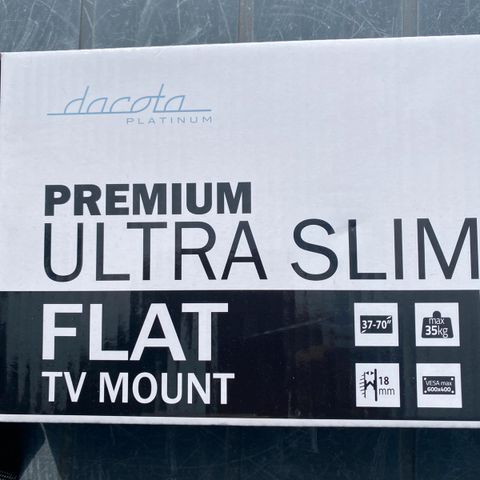 dacota
PLATINUM
PREMIUM
ULTRA SLIM
FLAT
TV MOUNT
37-70"
max
35kg
18
mm
VESA max
600x400